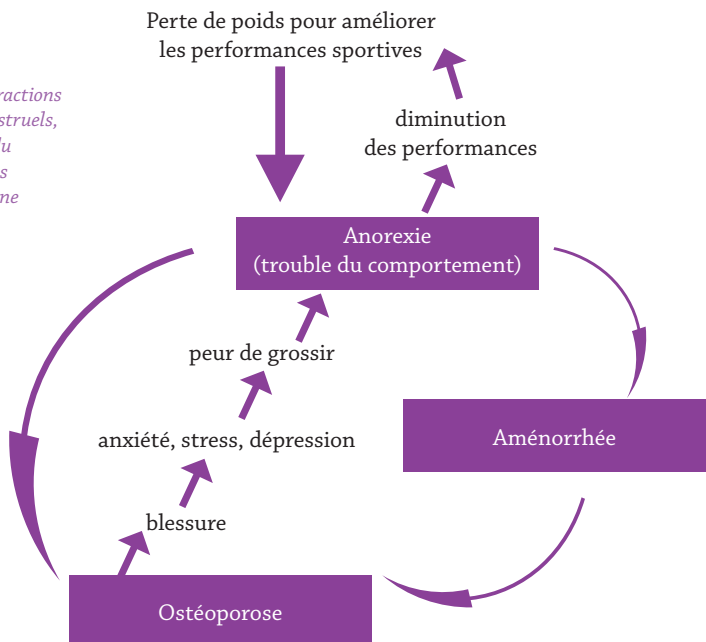 Perte de poids pour améliorer
les performances sportives
diminution
des performances
Anorexie
(trouble du comportement)
peur de grossir
Aménorrhée
anxiété, stress, dépression
blessure
Ostéoporose